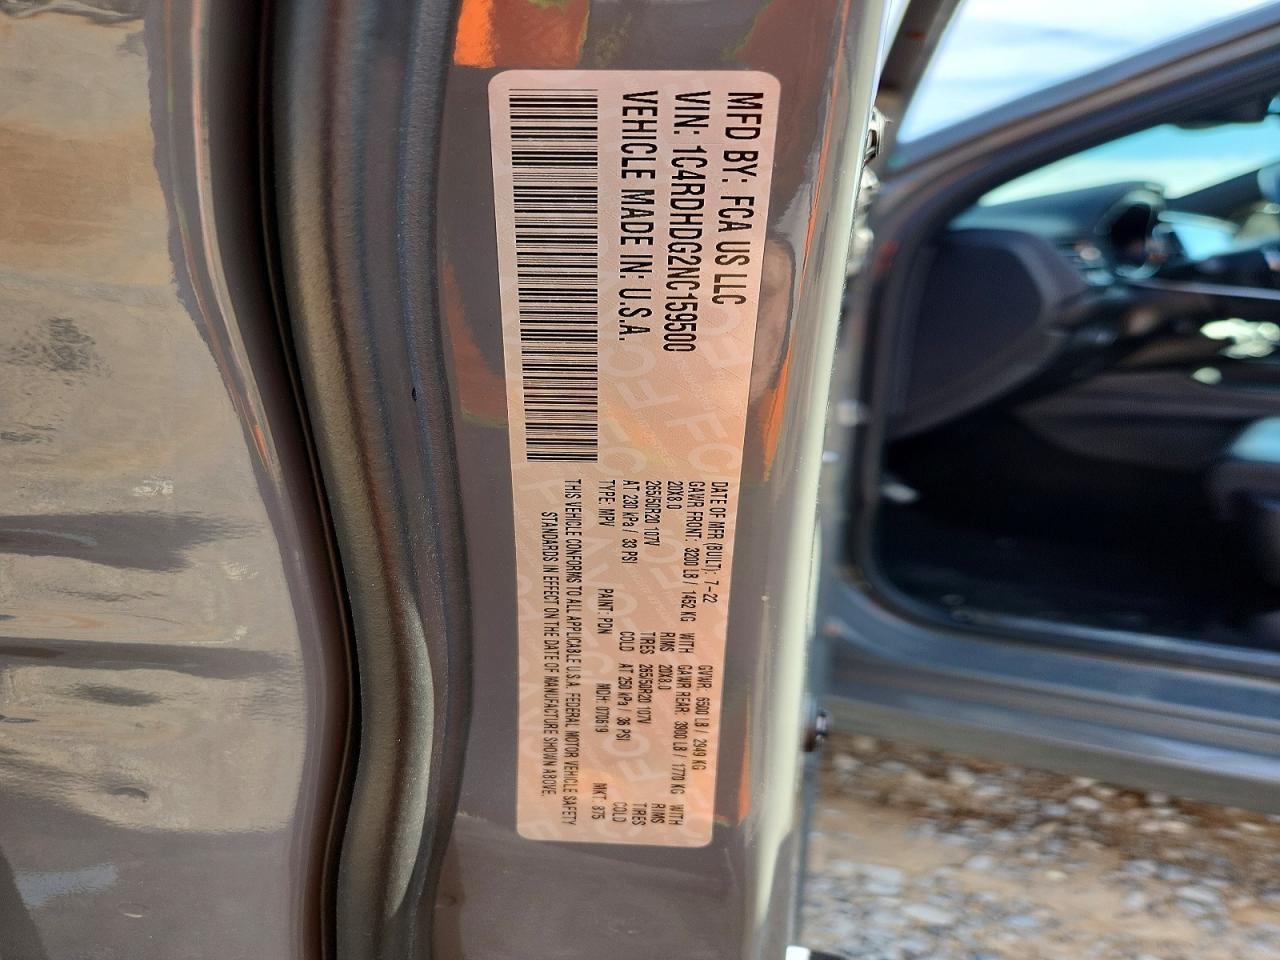 MFD BY: FCA US LLC
VIN: 1C4RDHDG2NC159500
VEHICLE MADE IN: U.S.A.
DATE OF MFR (BUILT): 7-22 GVWR: 6500 LB / 2949 KG
GAWR FRONT: 3200 LB / 1452 KG WITH GAWR REAR: 3900 LB / 1770 KG WITH
20X8.0 RIMS 20X8.0 RIMS
265/50R20 107V TIRES 265/50R20 107V TIRES
AT 230 kPa / 33 PSI COLD AT 250 kPa / 36 PSI COLD
TYPE: MPV PAINT: PDN MDH: 070619 MKT: 875
THIS VEHICLE CONFORMS TO ALL APPLICABLE U.S.A. FEDERAL MOTOR VEHICLE SAFETY
STANDARDS IN EFFECT ON THE DATE OF MANUFACTURE SHOWN ABOVE.